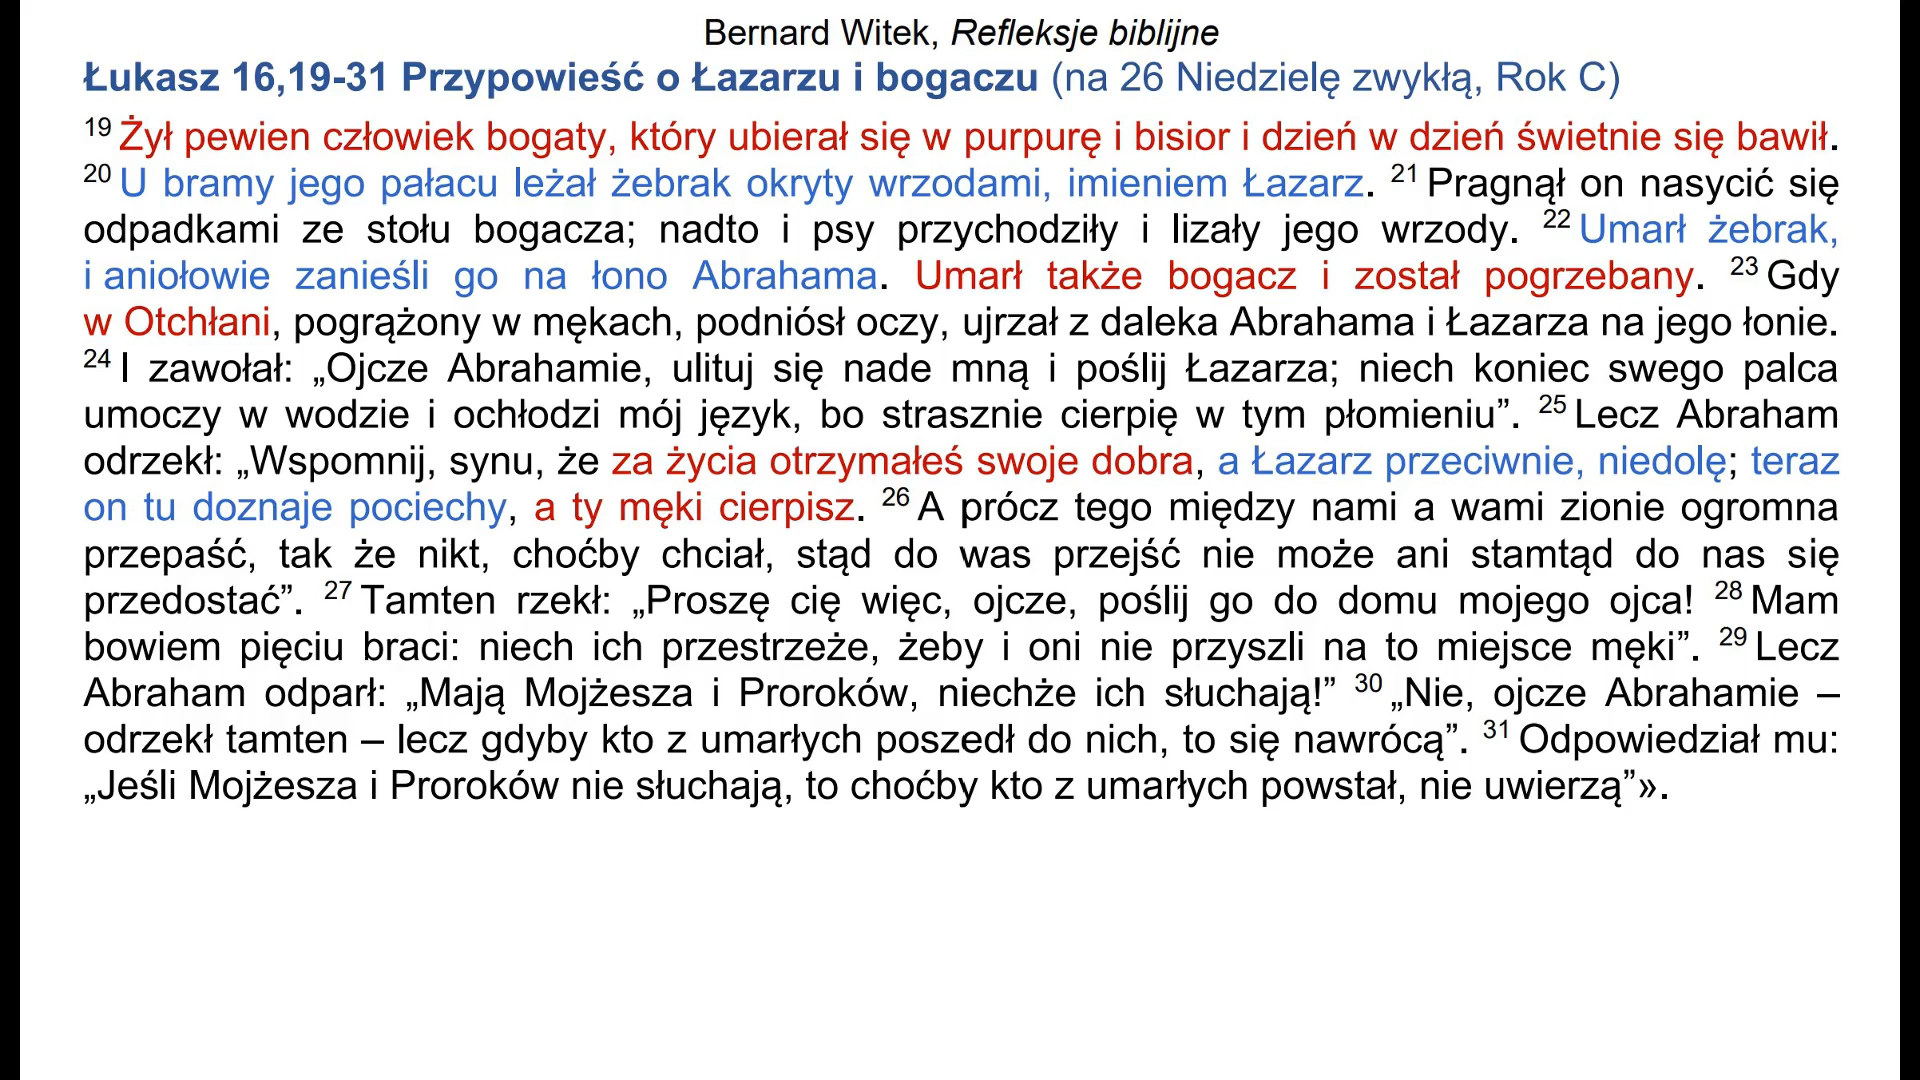 Bernard Witek, Refleksje biblijne
Łukasz 16,19-31 Przypowieść o Łazarzu i bogaczu (na 26 Niedzielę zwykłą, Rok C)
19 Żył pewien człowiek bogaty, który ubierał się w purpurę i bisior i dzień w dzień świetnie się bawił.
20 U bramy jego pałacu leżał żebrak okryty wrzodami, imieniem Łazarz. 21 Pragnął on nasycić się
odpadkami ze stołu bogacza; nadto i psy przychodziły i lizały jego wrzody. 22 Umarł żebrak,
i aniołowie zanieśli go na łono Abrahama. Umarł także bogacz i został pogrzebany. 23 Gdy
w Otchłani, pogrążony w mękach, podniósł oczy, ujrzał z daleka Abrahama i Łazarza na jego łonie.
24 I zawołał: „Ojcze Abrahamie, ulituj się nade mną i poślij Łazarza; niech koniec swego palca
umoczy w wodzie i ochłodzi mój język, bo strasznie cierpię w tym płomieniu”. 25 Lecz Abraham
odrzekł: „Wspomnij, synu, że za życia otrzymałeś swoje dobra, a Łazarz przeciwnie, niedolę; teraz
on tu doznaje pociechy, a ty męki cierpisz. 26 A prócz tego między nami a wami zionie ogromna
przepaść, tak że nikt, choćby chciał, stąd do was przejść nie może ani stamtąd do nas się
przedostać”. 27 Tamten rzekł: „Proszę cię więc, ojcze, poślij go do domu mojego ojca! 28 Mam
bowiem pięciu braci: niech ich przestrzeże, żeby i oni nie przyszli na to miejsce męki”. 29 Lecz
Abraham odparł: „Mają Mojżesza i Proroków, niechże ich słuchają!” 30 „Nie, ojcze Abrahamie –
odrzekł tamten – lecz gdyby kto z umarłych poszedł do nich, to się nawrócą”. 31 Odpowiedział mu:
„Jeśli Mojżesza i Proroków nie słuchają, to choćby kto z umarłych powstał, nie uwierzą”».